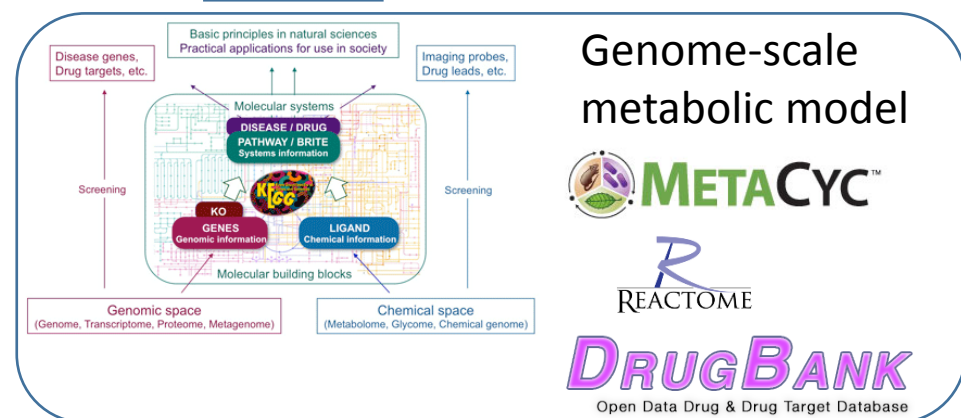 Basic principles in natural sciences
Practical applications for use in society
Disease genes,
Drug targets, etc.
Imaging probes,
Drug leads, etc.
Molecular systems
DISEASE / DRUG
PATHWAY / BRITE
Systems information
Screening
KEGG
Screening
KO
GENES
Genomic information
LIGAND
Chemical information
Molecular building blocks
Genomic space
(Genome, Transcriptome, Proteome, Metagenome)
Chemical space
(Metabolome, Glycome, Chemical genome)
Genome-scale
metabolic model
METACYC™
R
REACTOME
DRUGBANK
Open Data Drug & Drug Target Database